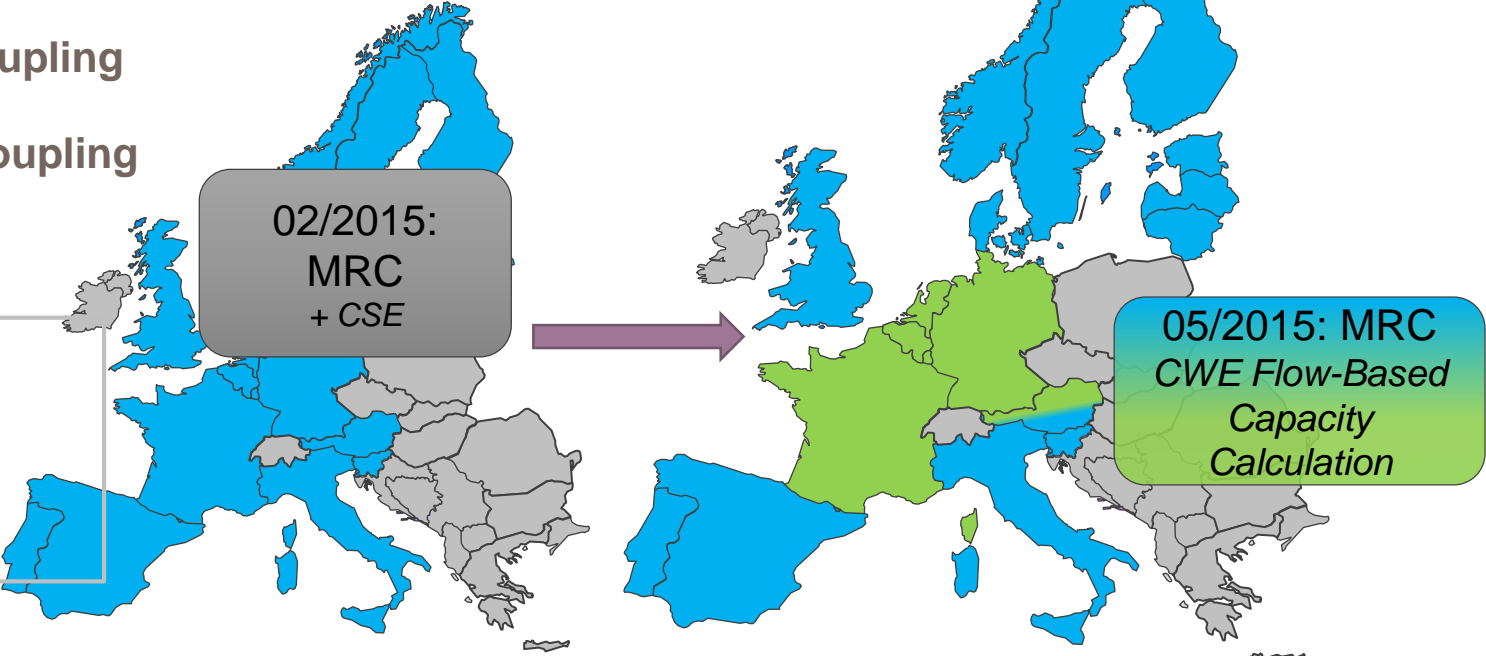 upling
oupling
02/2015:
MRC
+ CSE
05/2015: MRC
CWE Flow-Based
Capacity
Calculation